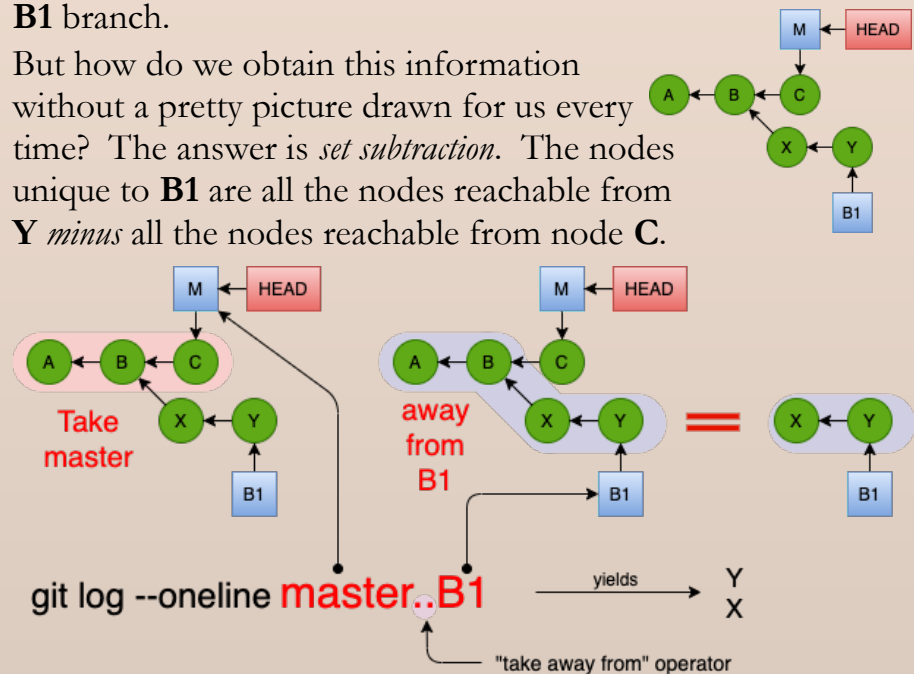 B1 branch.
But how do we obtain this information
without a pretty picture drawn for us every
time? The answer is set subtraction. The nodes
unique to B1 are all the nodes reachable from
Y minus all the nodes reachable from node C.
M HEAD
A B C
X Y
B1
M HEAD
A B C
X Y
Take
master
B1
M HEAD
A B C
X Y
away
from
B1
B1
=
X Y
B1
git log --oneline master..B1
yields
Y
X
"take away from" operator